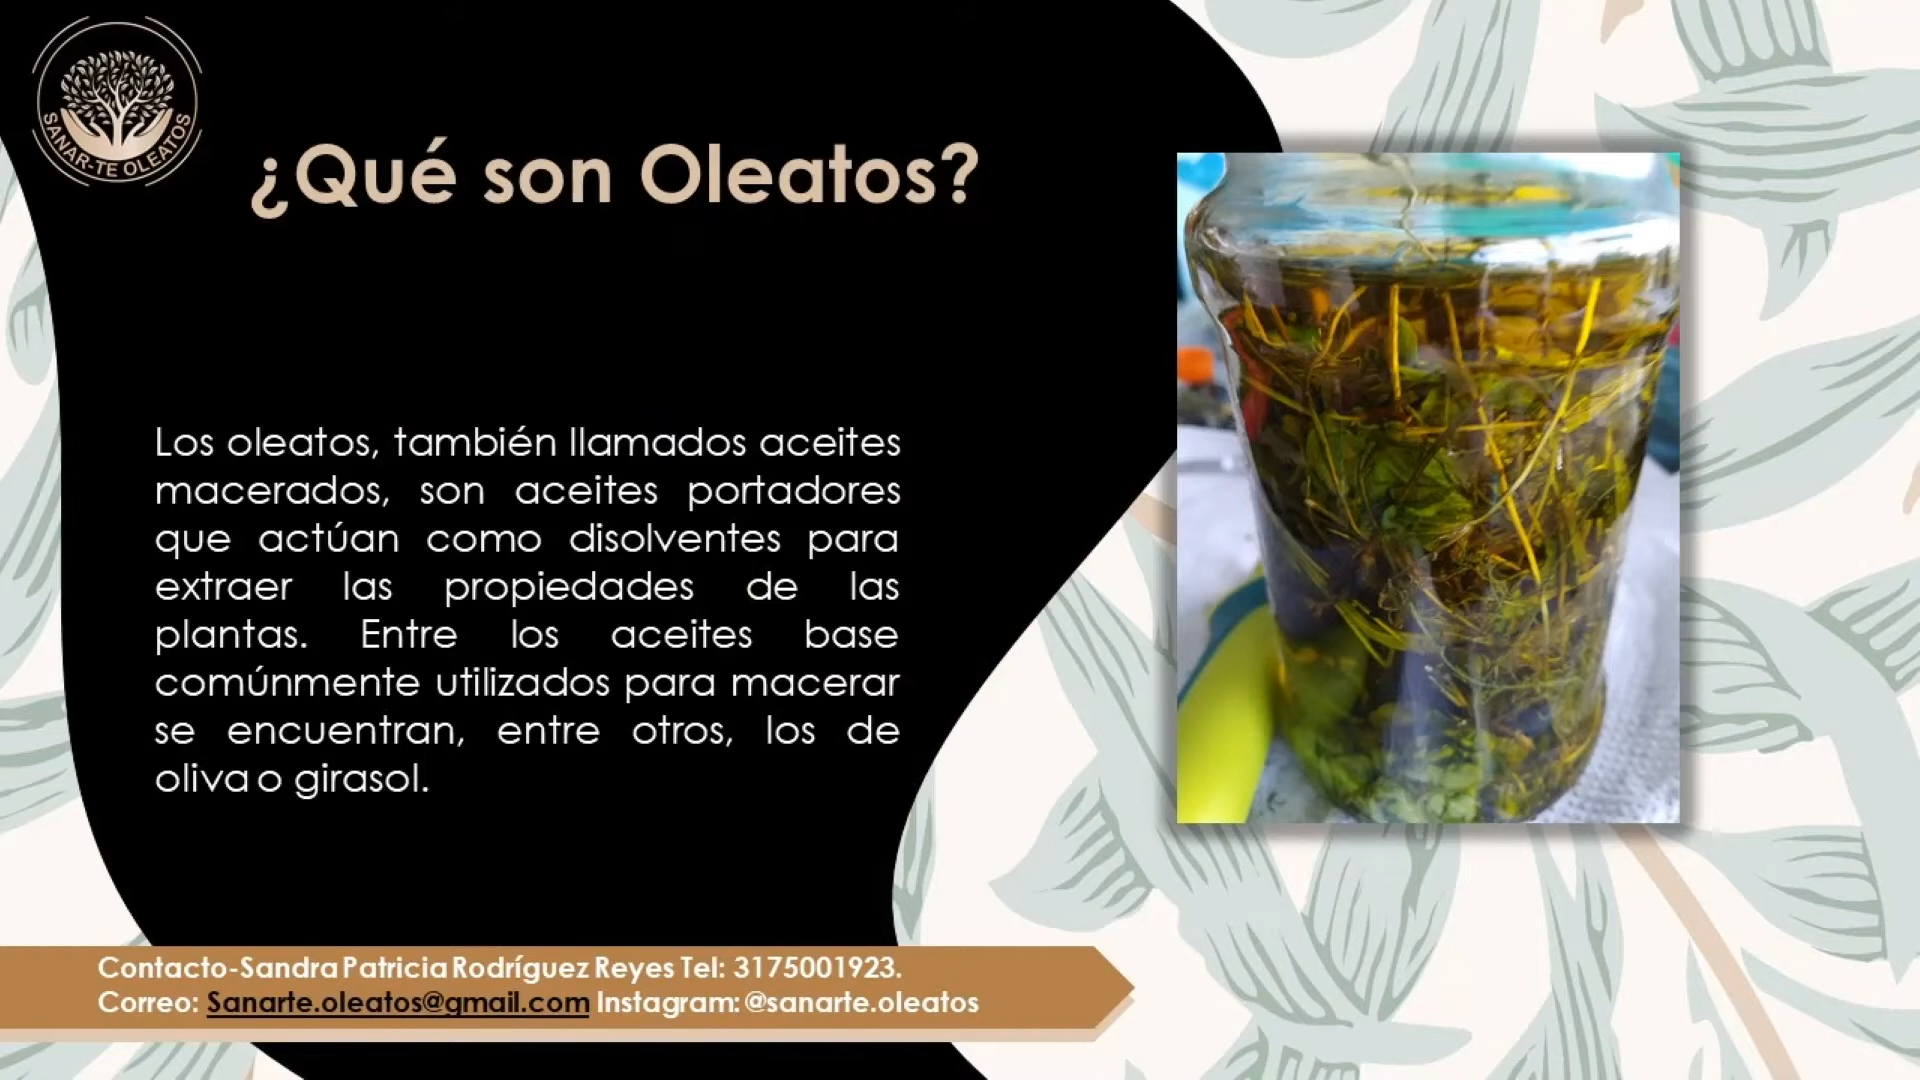 SANAR-TE OLEATOS
¿Qué son Oleatos?
Los oleatos, también llamados aceites
macerados, son aceites portadores
que actúan como disolventes para
extraer las propiedades de las
plantas. Entre los aceites base
comúnmente utilizados para macerar
se encuentran, entre otros, los de
oliva o girasol.
Contacto-Sandra Patricia Rodríguez Reyes Tel: 3175001923.
Correo: Sanarte.oleatos@gmail.com Instagram: @sanarte.oleatos